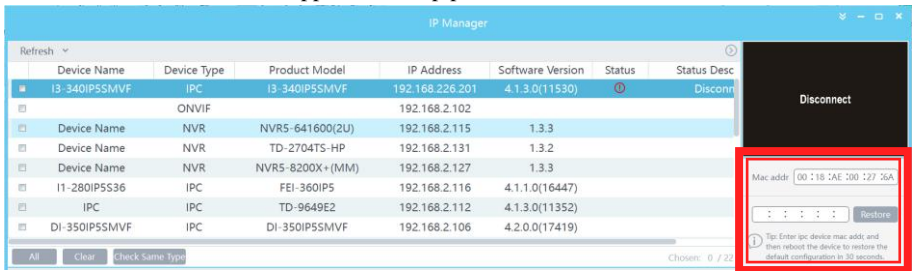 IP Manager
Refresh
Device Name Device Type Product Model IP Address Software Version Status Status Desc
I3-340IP5SMVF IPC I3-340IP5SMVF 192.168.226.201 4.1.3.0(11530) Disconn
ONVIF 192.168.2.102
Device Name NVR NVR5-641600(2U) 192.168.2.115 1.3.3
Device Name NVR TD-2704TS-HP 192.168.2.131 1.3.2
Device Name NVR NVR5-8200X+(MM) 192.168.2.127 1.3.3
I1-280IP5S36 IPC FEI-360IP5 192.168.2.116 4.1.1.0(16447)
IPC TD-9649E2 192.168.2.112 4.1.3.0(11352)
DI-350IP5SMVF IPC DI-350IP5SMVF 192.168.2.106 4.2.0.0(17419)
All Clear Check Same Type Chosen: 0 / 22
Disconnect
Mac addr 00 : 18 : AE : 00 : 27 : 6A
: : : : : Restore
Tip: Enter ipc device mac addr, and
then reboot the device to restore the
default configuration in 30 seconds.